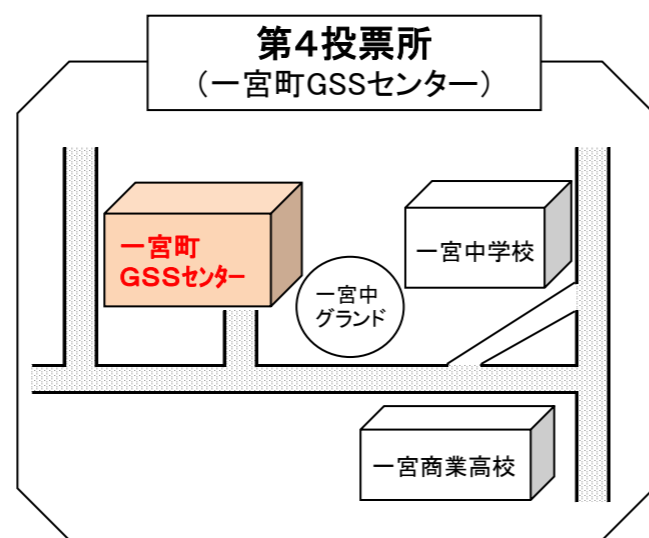 第4投票所
（一宮町GSSセンター）
一宮町
GSSｾﾝﾀｰ
一宮中学校
一宮中
グランド
一宮商業高校